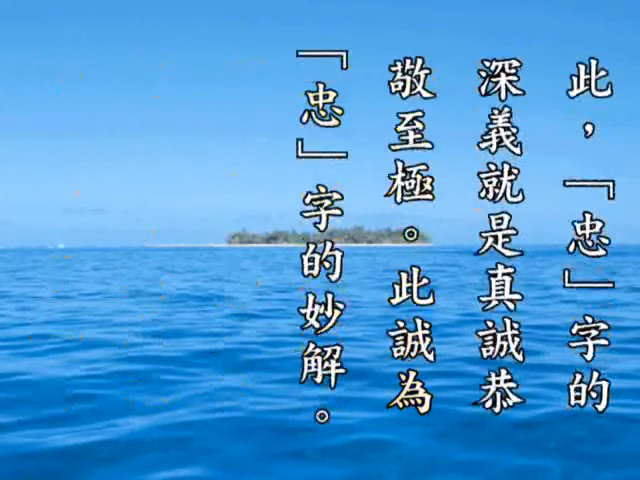 此，「忠」字的
深義就是真誠恭
敬至極。此誠為
「忠」字的妙解。